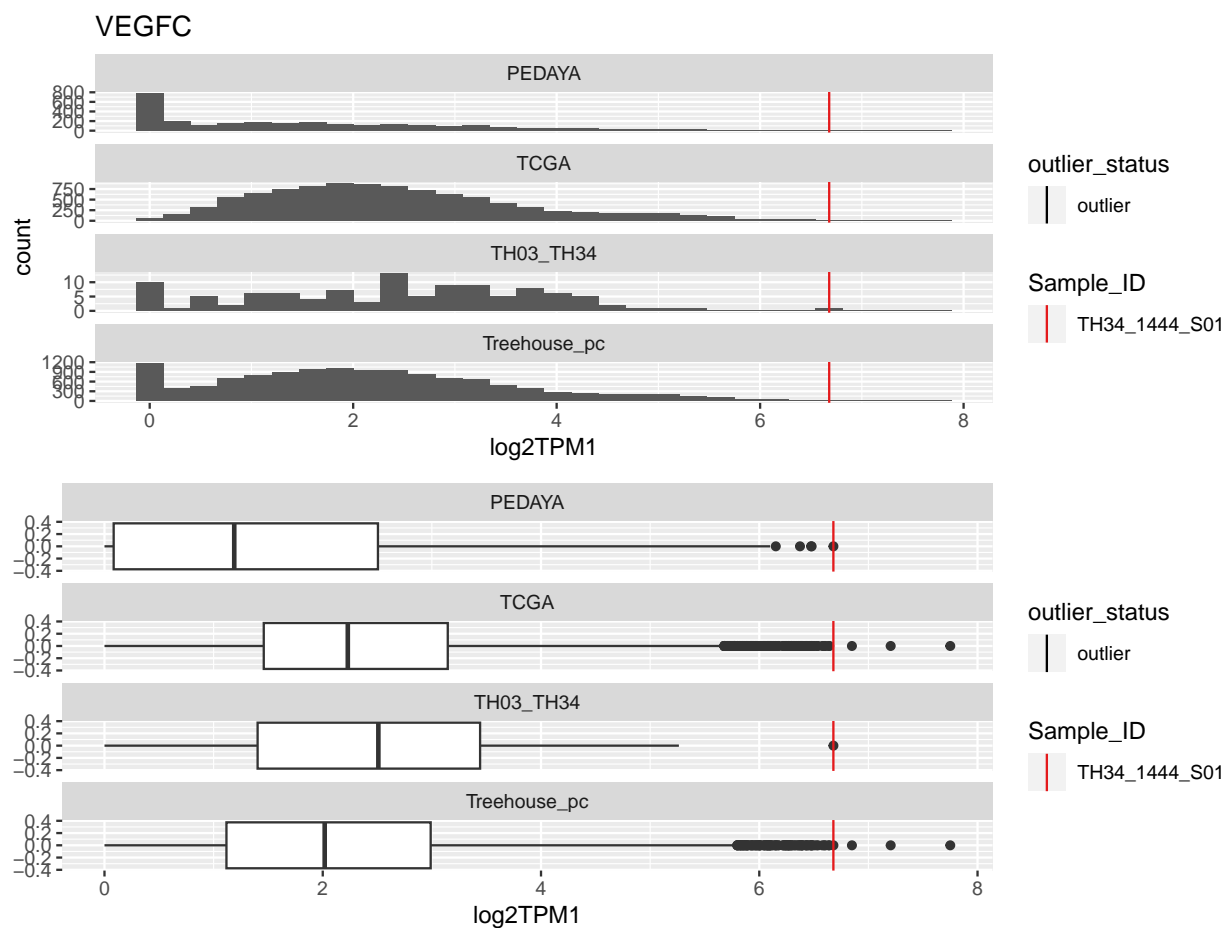 VEGFC
PEDAYA
800
600
400
200
0
TCGA
750
500
250
0
TH03_TH34
10
5
0
Treehouse_pc
1200
900
600
300
0
0 2 4 6 8
log2TPM1
count
outlier_status
outlier
Sample_ID
TH34_1444_S01
PEDAYA
0.4
0.2
0.0
−0.2
−0.4
TCGA
0.4
0.2
0.0
−0.2
−0.4
TH03_TH34
0.4
0.2
0.0
−0.2
−0.4
Treehouse_pc
0.4
0.2
0.0
−0.2
−0.4
0 2 4 6 8
log2TPM1
outlier_status
outlier
Sample_ID
TH34_1444_S01